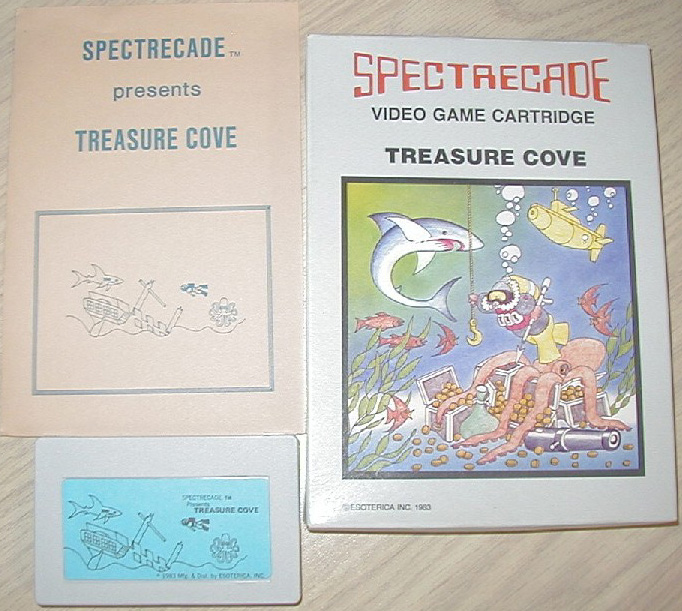 SPECTRECADE™
presents
TREASURE COVE
SPECTRECADE
VIDEO GAME CARTRIDGE
TREASURE COVE
© ESOTERICA INC. 1983
SPECTRECADE TM
Presents
TREASURE COVE
© 1983 Mfg. & Dist. by ESOTERICA, INC.